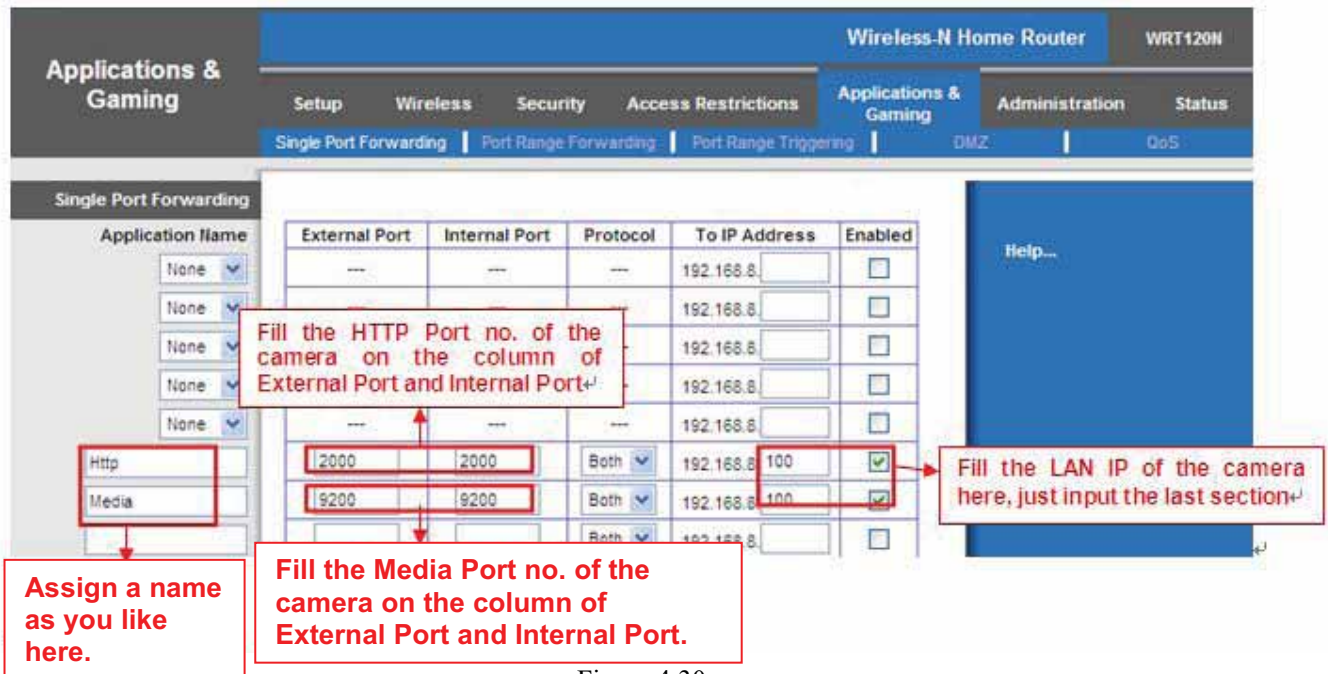 Wireless-N Home Router WRT120N
Applications &
Gaming
Setup Wireless Security Access Restrictions Applications & Gaming Administration Status
Single Port Forwarding Port Range Forwarding Port Range Triggering DMZ QoS
Single Port Forwarding
Application Name External Port Internal Port Protocol To IP Address Enabled
Help...
None --- --- --- 192.168.8.
None 192.168.8.
None 192.168.8.
None 192.168.8.
None --- --- --- 192.168.8.
Fill the HTTP Port no. of the
camera on the column of
External Port and Internal Port↵
Http 2000 2000 Both 192.168.8. 100
Media 9200 9200 Both 192.168.8. 100
Both 192.168.8.
Fill the LAN IP of the camera
here, just input the last section↵
↵
Assign a name
as you like
here.
Fill the Media Port no. of the
camera on the column of
External Port and Internal Port.